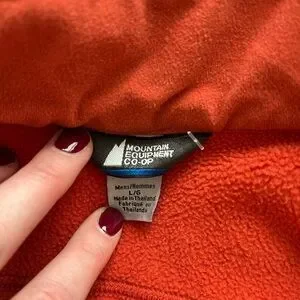 MOUNTAIN
EQUIPMENT
CO-OP
Mens/Hommes
L/G
Made in Thailand
Fabriqué en
Thaïlande